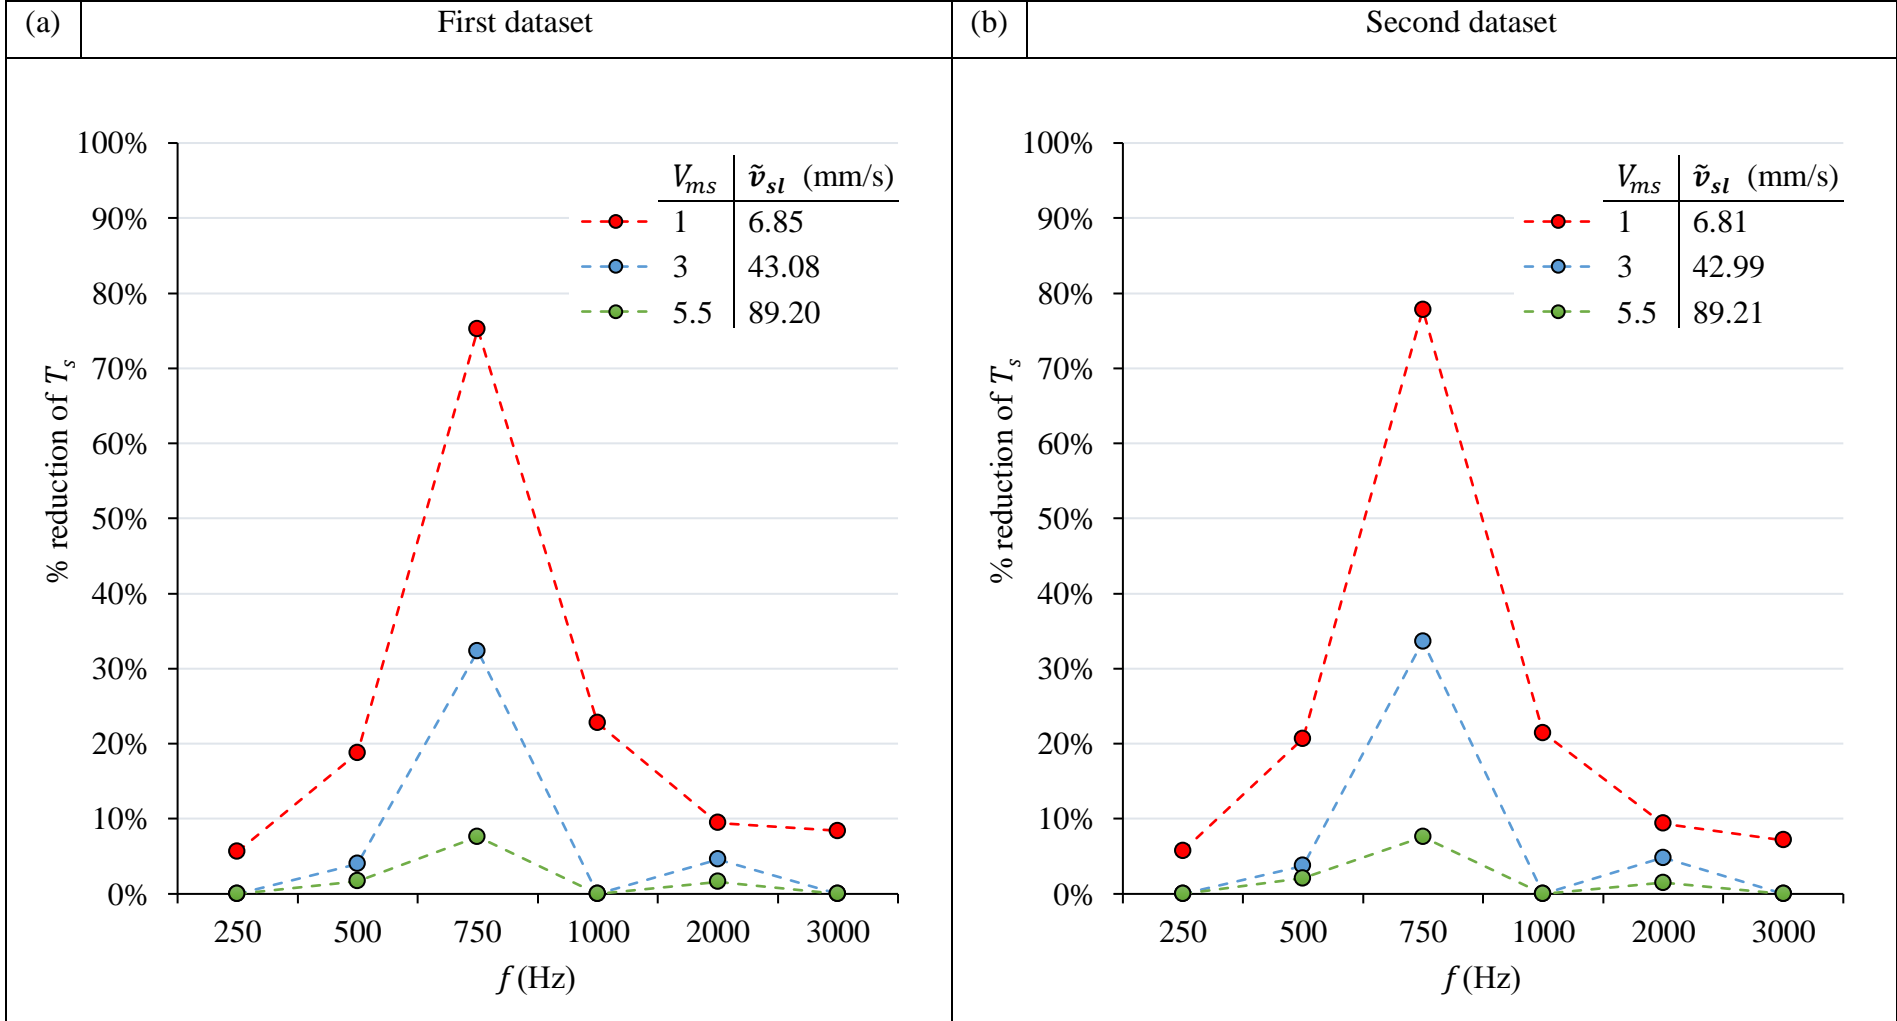 (a) First dataset
100%
90%
80%
70%
60%
50%
40%
30%
20%
10%
0%
% reduction of Tₛ
Vₘₛ ṽₛₗ (mm/s)
1 6.85
3 43.08
5.5 89.20
250 500 750 1000 2000 3000
f (Hz)
(b) Second dataset
100%
90%
80%
70%
60%
50%
40%
30%
20%
10%
0%
% reduction of Tₛ
Vₘₛ ṽₛₗ (mm/s)
1 6.81
3 42.99
5.5 89.21
250 500 750 1000 2000 3000
f (Hz)